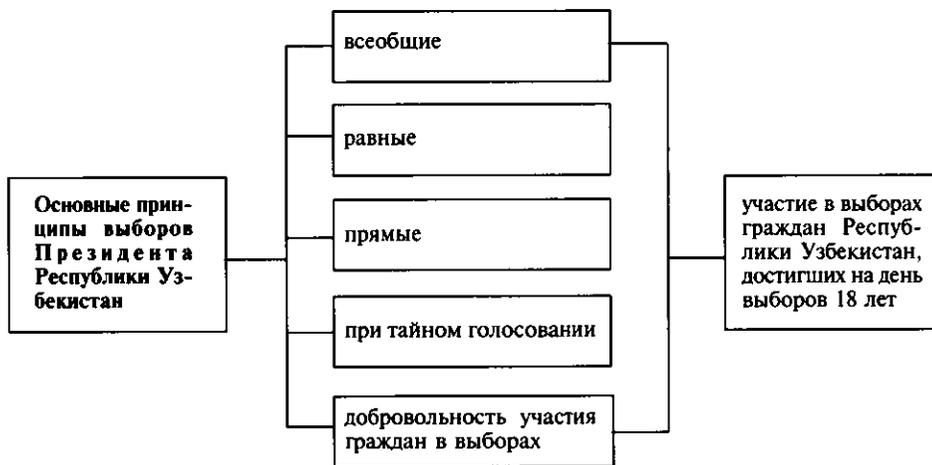 Основные прин-
ципы выборов
Президента
Республики Уз-
бекистан
всеобщие
равные
прямые
при тайном голосовании
добровольность участия
граждан в выборах
участие в выборах
граждан Респуб-
лики Узбекистан,
достигших на день
выборов 18 лет